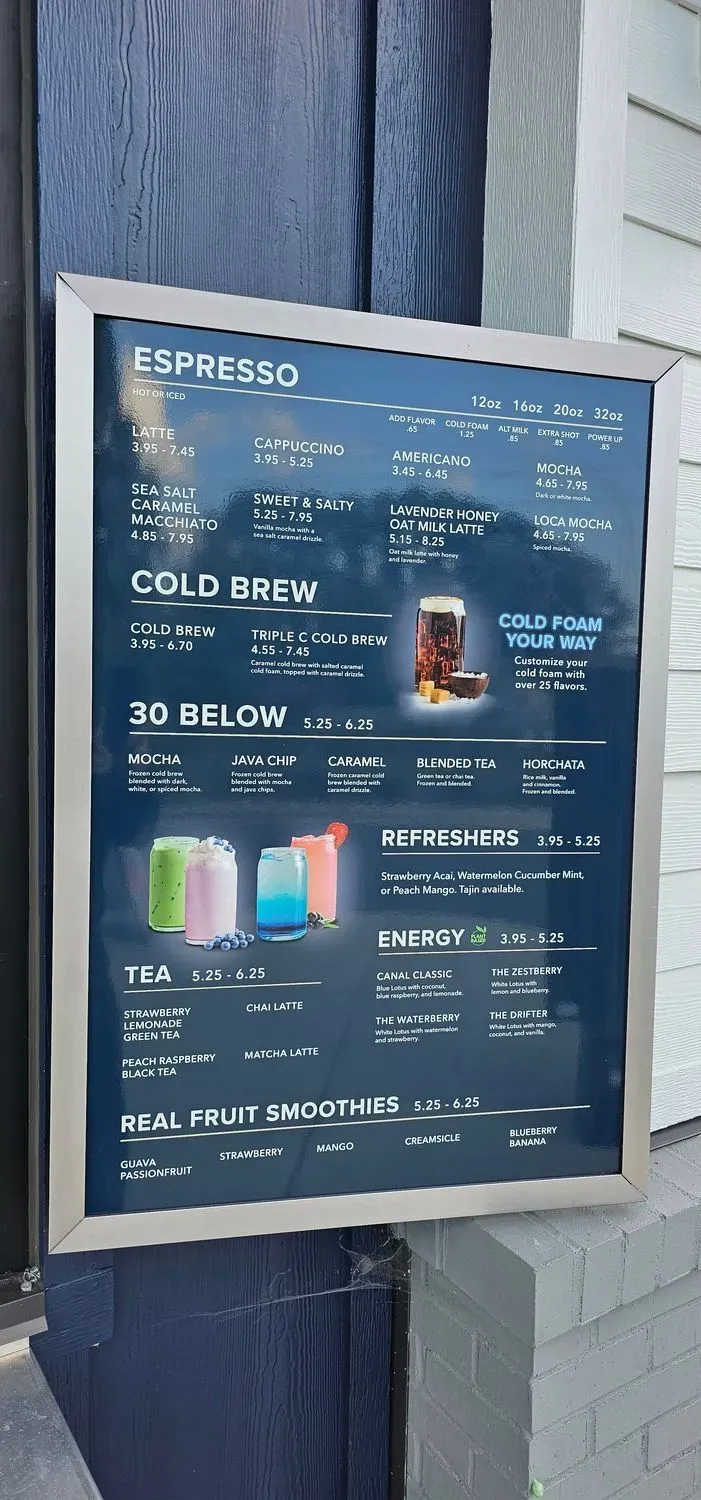 ESPRESSO
HOT OR ICED
12oz 16oz 20oz 32oz
ADD FLAVOR
.65
COLD FOAM
1.25
ALT MILK
.85
EXTRA SHOT
.85
POWER UP
.85
LATTE
3.95 - 7.45
CAPPUCCINO
3.95 - 5.25
AMERICANO
3.45 - 6.45
MOCHA
4.65 - 7.95
Dark or white mocha.
SEA SALT
CARAMEL
MACCHIATO
4.85 - 7.95
SWEET & SALTY
5.25 - 7.95
Vanilla mocha with a
sea salt caramel drizzle.
LAVENDER HONEY
OAT MILK LATTE
5.15 - 8.25
Oat milk latte with honey
and lavender.
LOCA MOCHA
4.65 - 7.95
Spiced mocha.
COLD BREW
COLD BREW
3.95 - 6.70
TRIPLE C COLD BREW
4.55 - 7.45
Caramel cold brew with salted caramel
cold foam, topped with caramel drizzle.
COLD FOAM
YOUR WAY
Customize your
cold foam with
over 25 flavors.
30 BELOW 5.25 - 6.25
MOCHA
Frozen cold brew
blended with dark,
white, or spiced mocha.
JAVA CHIP
Frozen cold brew
blended with mocha
and java chips.
CARAMEL
Frozen caramel cold
brew blended with
caramel drizzle.
BLENDED TEA
Green tea or chai tea.
Frozen and blended.
HORCHATA
Rice milk, vanilla
and cinnamon.
Frozen and blended.
REFRESHERS 3.95 - 5.25
Strawberry Acai, Watermelon Cucumber Mint,
or Peach Mango. Tajin available.
ENERGY PLANT BASED 3.95 - 5.25
CANAL CLASSIC
Blue Lotus with coconut,
blue raspberry, and lemonade.
THE ZESTBERRY
White Lotus with
lemon and blueberry.
THE WATERBERRY
White Lotus with watermelon
and strawberry.
THE DRIFTER
White Lotus with mango,
coconut, and vanilla.
TEA 5.25 - 6.25
STRAWBERRY
LEMONADE
GREEN TEA
CHAI LATTE
PEACH RASPBERRY
BLACK TEA
MATCHA LATTE
REAL FRUIT SMOOTHIES 5.25 - 6.25
GUAVA
PASSIONFRUIT
STRAWBERRY
MANGO
CREAMSICLE
BLUEBERRY
BANANA